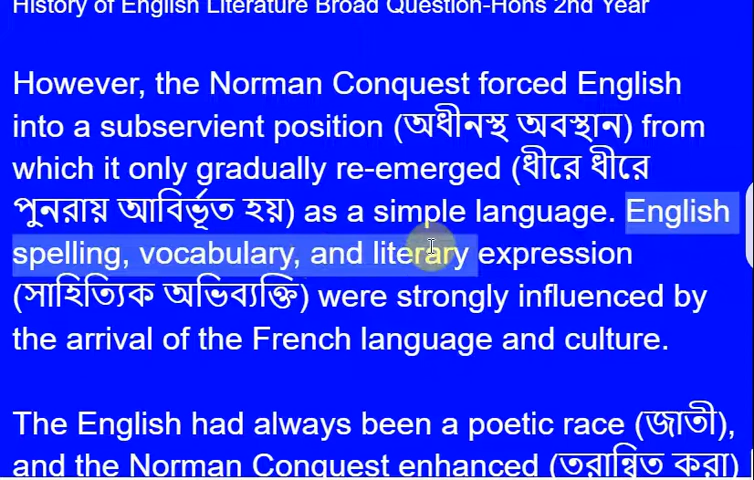 History of English Literature Broad Question-Hons 2nd Year
However, the Norman Conquest forced English
into a subservient position (অধীনস্থ অবস্থান) from
which it only gradually re-emerged (ধীরে ধীরে
পুনরায় আবির্ভূত হয়) as a simple language. English
spelling, vocabulary, and literary expression
(সাহিত্যিক অভিব্যক্তি) were strongly influenced by
the arrival of the French language and culture.
The English had always been a poetic race (জাতী),
and the Norman Conquest enhanced (তরান্বিত করা)